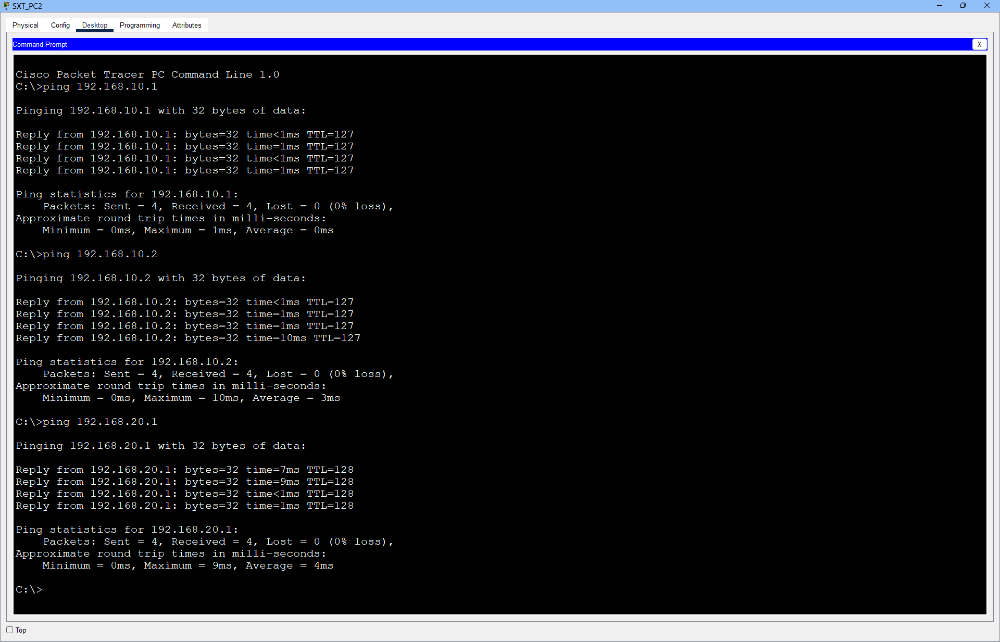 SXT_PC2
Physical Config Desktop Programming Attributes
Command Prompt
X
Cisco Packet Tracer PC Command Line 1.0
C:\>ping 192.168.10.1
Pinging 192.168.10.1 with 32 bytes of data:
Reply from 192.168.10.1: bytes=32 time<1ms TTL=127
Reply from 192.168.10.1: bytes=32 time=1ms TTL=127
Reply from 192.168.10.1: bytes=32 time<1ms TTL=127
Reply from 192.168.10.1: bytes=32 time=1ms TTL=127
Ping statistics for 192.168.10.1:
    Packets: Sent = 4, Received = 4, Lost = 0 (0% loss),
Approximate round trip times in milli-seconds:
    Minimum = 0ms, Maximum = 1ms, Average = 0ms
C:\>ping 192.168.10.2
Pinging 192.168.10.2 with 32 bytes of data:
Reply from 192.168.10.2: bytes=32 time<1ms TTL=127
Reply from 192.168.10.2: bytes=32 time=1ms TTL=127
Reply from 192.168.10.2: bytes=32 time=1ms TTL=127
Reply from 192.168.10.2: bytes=32 time=10ms TTL=127
Ping statistics for 192.168.10.2:
    Packets: Sent = 4, Received = 4, Lost = 0 (0% loss),
Approximate round trip times in milli-seconds:
    Minimum = 0ms, Maximum = 10ms, Average = 3ms
C:\>ping 192.168.20.1
Pinging 192.168.20.1 with 32 bytes of data:
Reply from 192.168.20.1: bytes=32 time=7ms TTL=128
Reply from 192.168.20.1: bytes=32 time=9ms TTL=128
Reply from 192.168.20.1: bytes=32 time<1ms TTL=128
Reply from 192.168.20.1: bytes=32 time=1ms TTL=128
Ping statistics for 192.168.20.1:
    Packets: Sent = 4, Received = 4, Lost = 0 (0% loss),
Approximate round trip times in milli-seconds:
    Minimum = 0ms, Maximum = 9ms, Average = 4ms
C:\>
Top